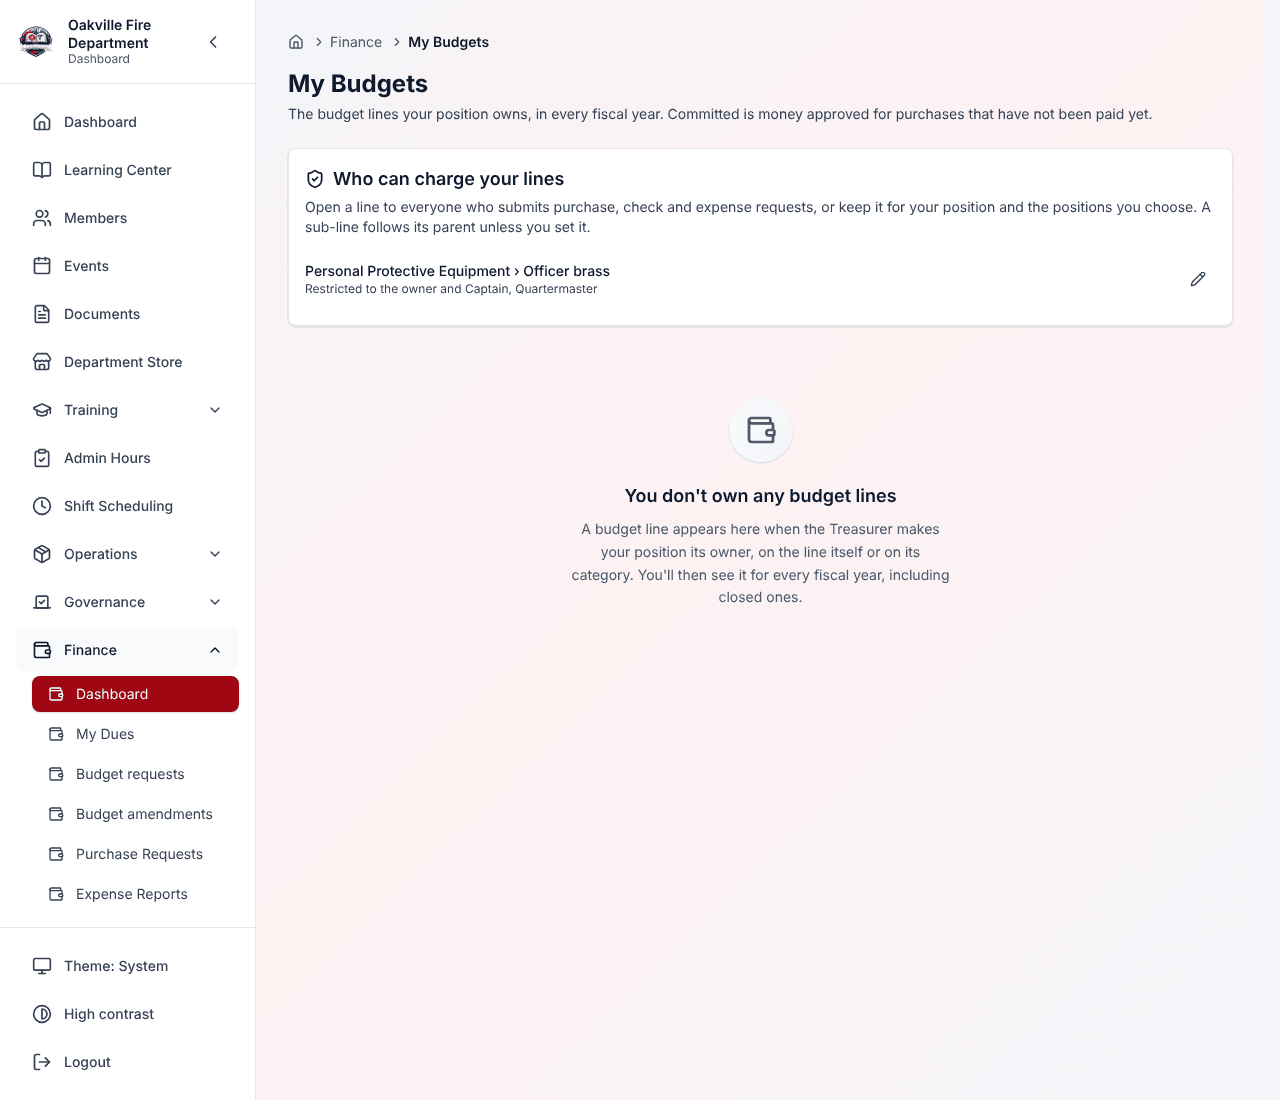 Oakville Fire
Department
Dashboard
Dashboard
Learning Center
Members
Events
Documents
Department Store
Training
Admin Hours
Shift Scheduling
Operations
Governance
Finance
Dashboard
My Dues
Budget requests
Budget amendments
Purchase Requests
Expense Reports
Theme: System
High contrast
Logout
Finance
My Budgets
My Budgets
The budget lines your position owns, in every fiscal year. Committed is money approved for purchases that have not been paid yet.
Who can charge your lines
Open a line to everyone who submits purchase, check and expense requests, or keep it for your position and the positions you choose. A
sub-line follows its parent unless you set it.
Personal Protective Equipment › Officer brass
Restricted to the owner and Captain, Quartermaster
You don't own any budget lines
A budget line appears here when the Treasurer makes
your position its owner, on the line itself or on its
category. You'll then see it for every fiscal year, including
closed ones.